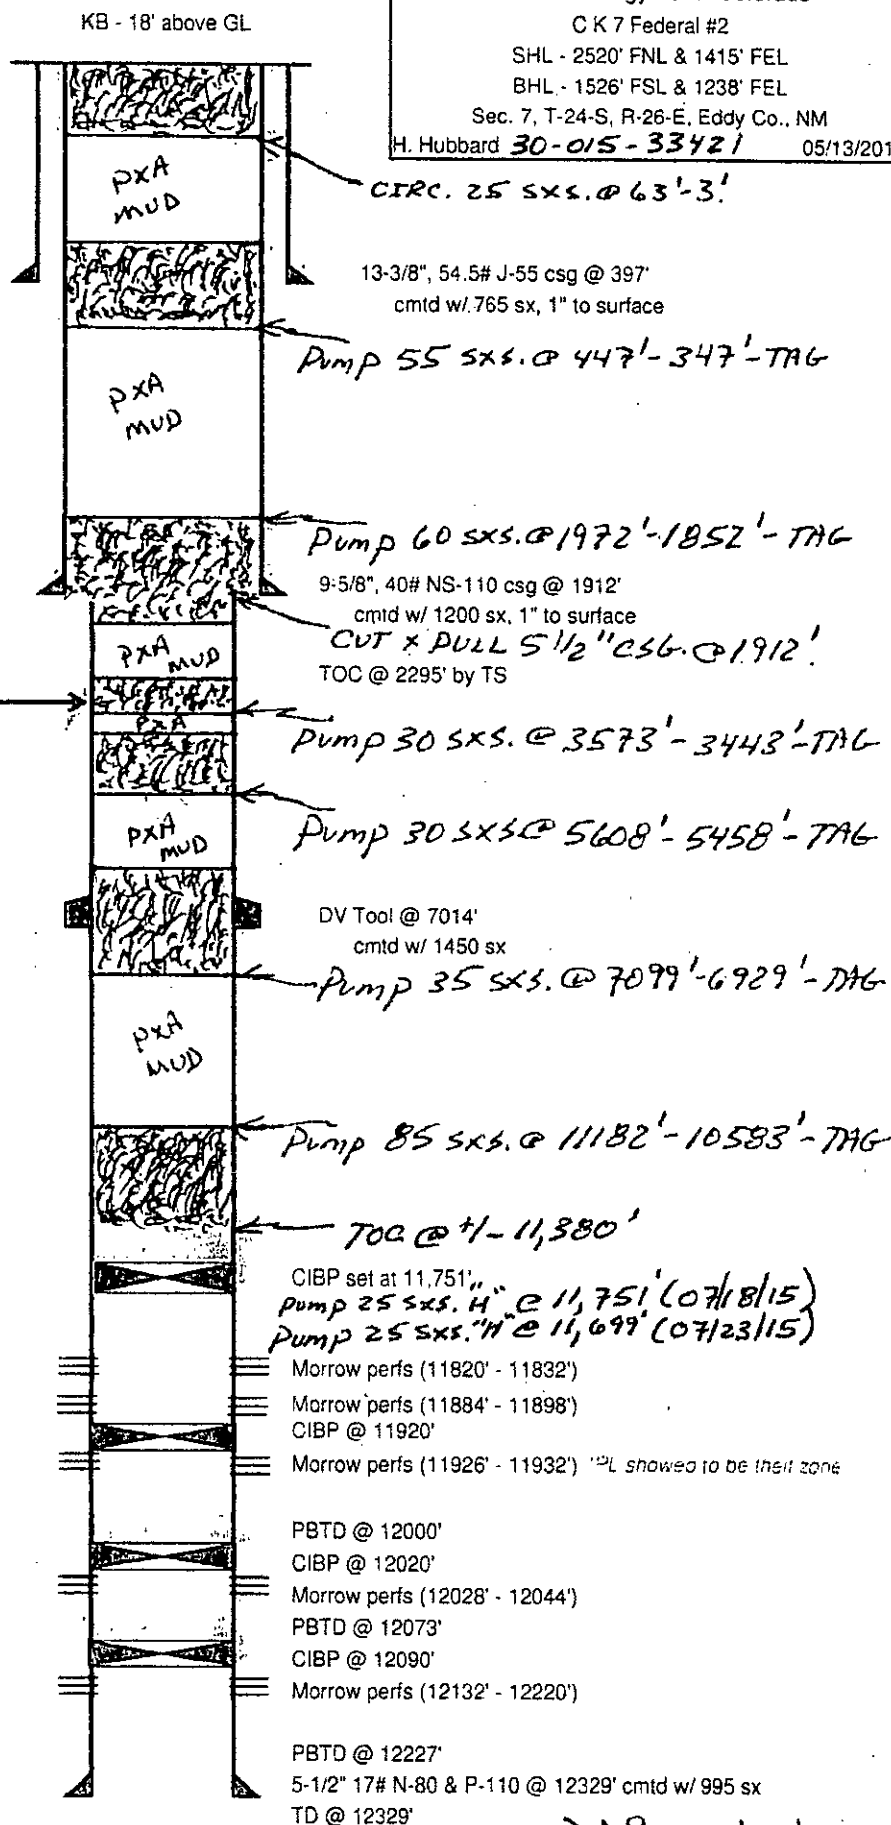 KB - 18' above GL
C K 7 Federal #2
SHL - 2520' FNL & 1415' FEL
BHL - 1526' FSL & 1238' FEL
Sec. 7, T-24-S, R-26-E, Eddy Co., NM
H. Hubbard 30-015-33421 05/13/201
PXA
MUD
CIRC. 25 SXS. @ 63'-3'.
13-3/8", 54.5# J-55 csg @ 397'
cmtd w/ 765 sx, 1" to surface
Pump 55 SXS. @ 447'-347'-TAG
PXA
MUD
Pump 60 SXS. @ 1972'-1852'-TAG
9-5/8", 40# NS-110 csg @ 1912'
cmtd w/ 1200 sx, 1" to surface
CUT X PULL 5 1/2" CSG. @ 1912'.
PXA
MUD
TOC @ 2295' by TS
Pump 30 SXS. @ 3573'-3443'-TAG
PXA
Pump 30 SXS @ 5608'-5458'-TAG
PXA
MUD
DV Tool @ 7014'
cmtd w/ 1450 sx
Pump 35 SXS. @ 7099'-6929'-TAG
PXA
MUD
Pump 85 SXS. @ 11182'-10583'-TAG
TOC @ +/- 11,380'
CIBP set at 11,751'
Pump 25 SXS. "H" @ 11,751' (07/18/15)
Pump 25 SXS. "H" @ 11,699' (07/23/15)
Morrow perfs (11820' - 11832')
Morrow perfs (11884' - 11898')
CIBP @ 11920'
Morrow perfs (11926' - 11932') showed to be zone
PBTD @ 12000'
CIBP @ 12020'
Morrow perfs (12028' - 12044')
PBTD @ 12073'
CIBP @ 12090'
Morrow perfs (12132' - 12220')
PBTD @ 12227'
5-1/2" 17# N-80 & P-110 @ 12329' cmtd w/ 995 sx
TD @ 12329'